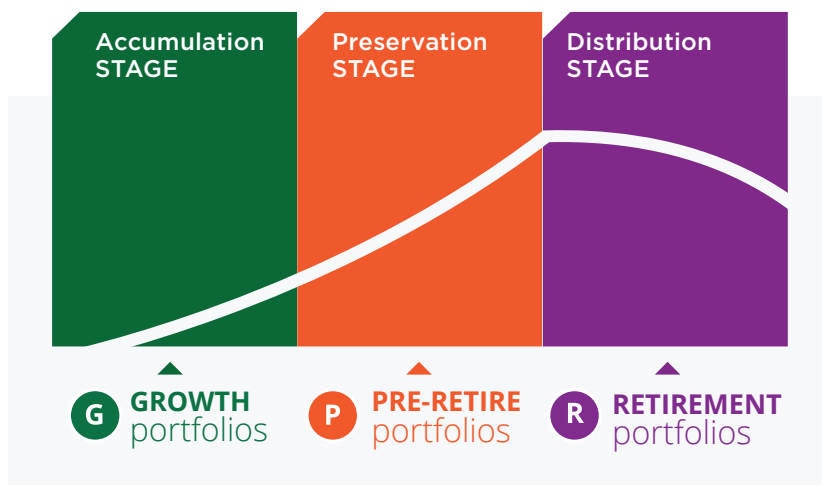 Accumulation
STAGE
Preservation
STAGE
Distribution
STAGE
G
GROWTH
portfolios
P
PRE-RETIRE
portfolios
R
RETIREMENT
portfolios